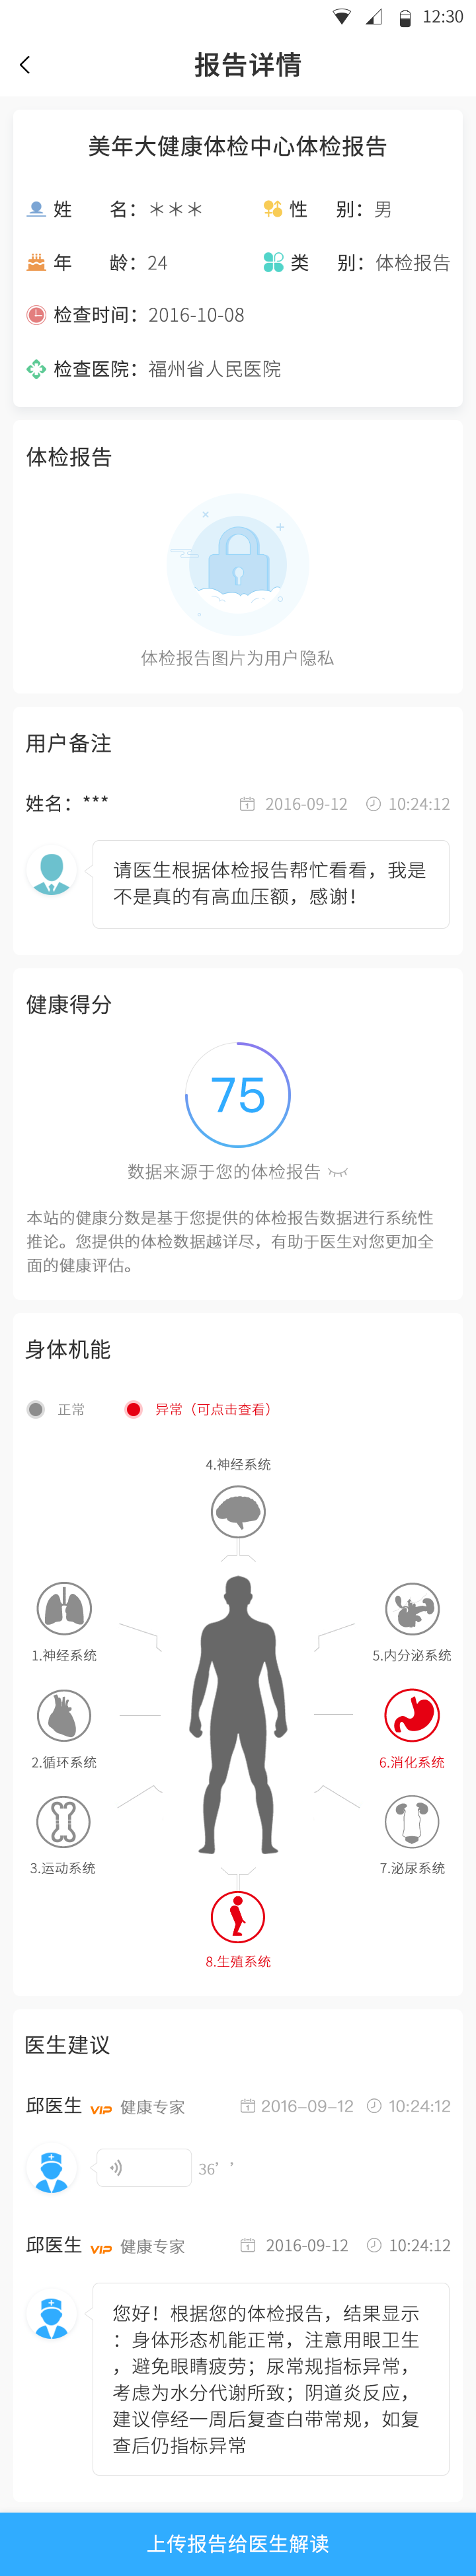 12:30
报告详情
美年大健康体检中心体检报告
姓 名：＊＊＊ 性 别：男
年 龄：24 类 别：体检报告
检查时间：2016-10-08
检查医院：福州省人民医院
体检报告
体检报告图片为用户隐私
用户备注
姓名：*** 1 2016-09-12 10:24:12
请医生根据体检报告帮忙看看，我是
不是真的有高血压额，感谢！
健康得分
75
数据来源于您的体检报告
本站的健康分数是基于您提供的体检报告数据进行系统性
推论。您提供的体检数据越详尽，有助于医生对您更加全
面的健康评估。
身体机能
正常 异常（可点击查看）
4.神经系统
1.神经系统 5.内分泌系统
2.循环系统 6.消化系统
3.运动系统 7.泌尿系统
8.生殖系统
医生建议
邱医生 VIP 健康专家 1 2016-09-12 10:24:12
36’’
邱医生 VIP 健康专家 1 2016-09-12 10:24:12
您好！根据您的体检报告，结果显示
：身体形态机能正常，注意用眼卫生
，避免眼睛疲劳；尿常规指标异常，
考虑为水分代谢所致；阴道炎反应，
建议停经一周后复查白带常规，如复
查后仍指标异常
上传报告给医生解读